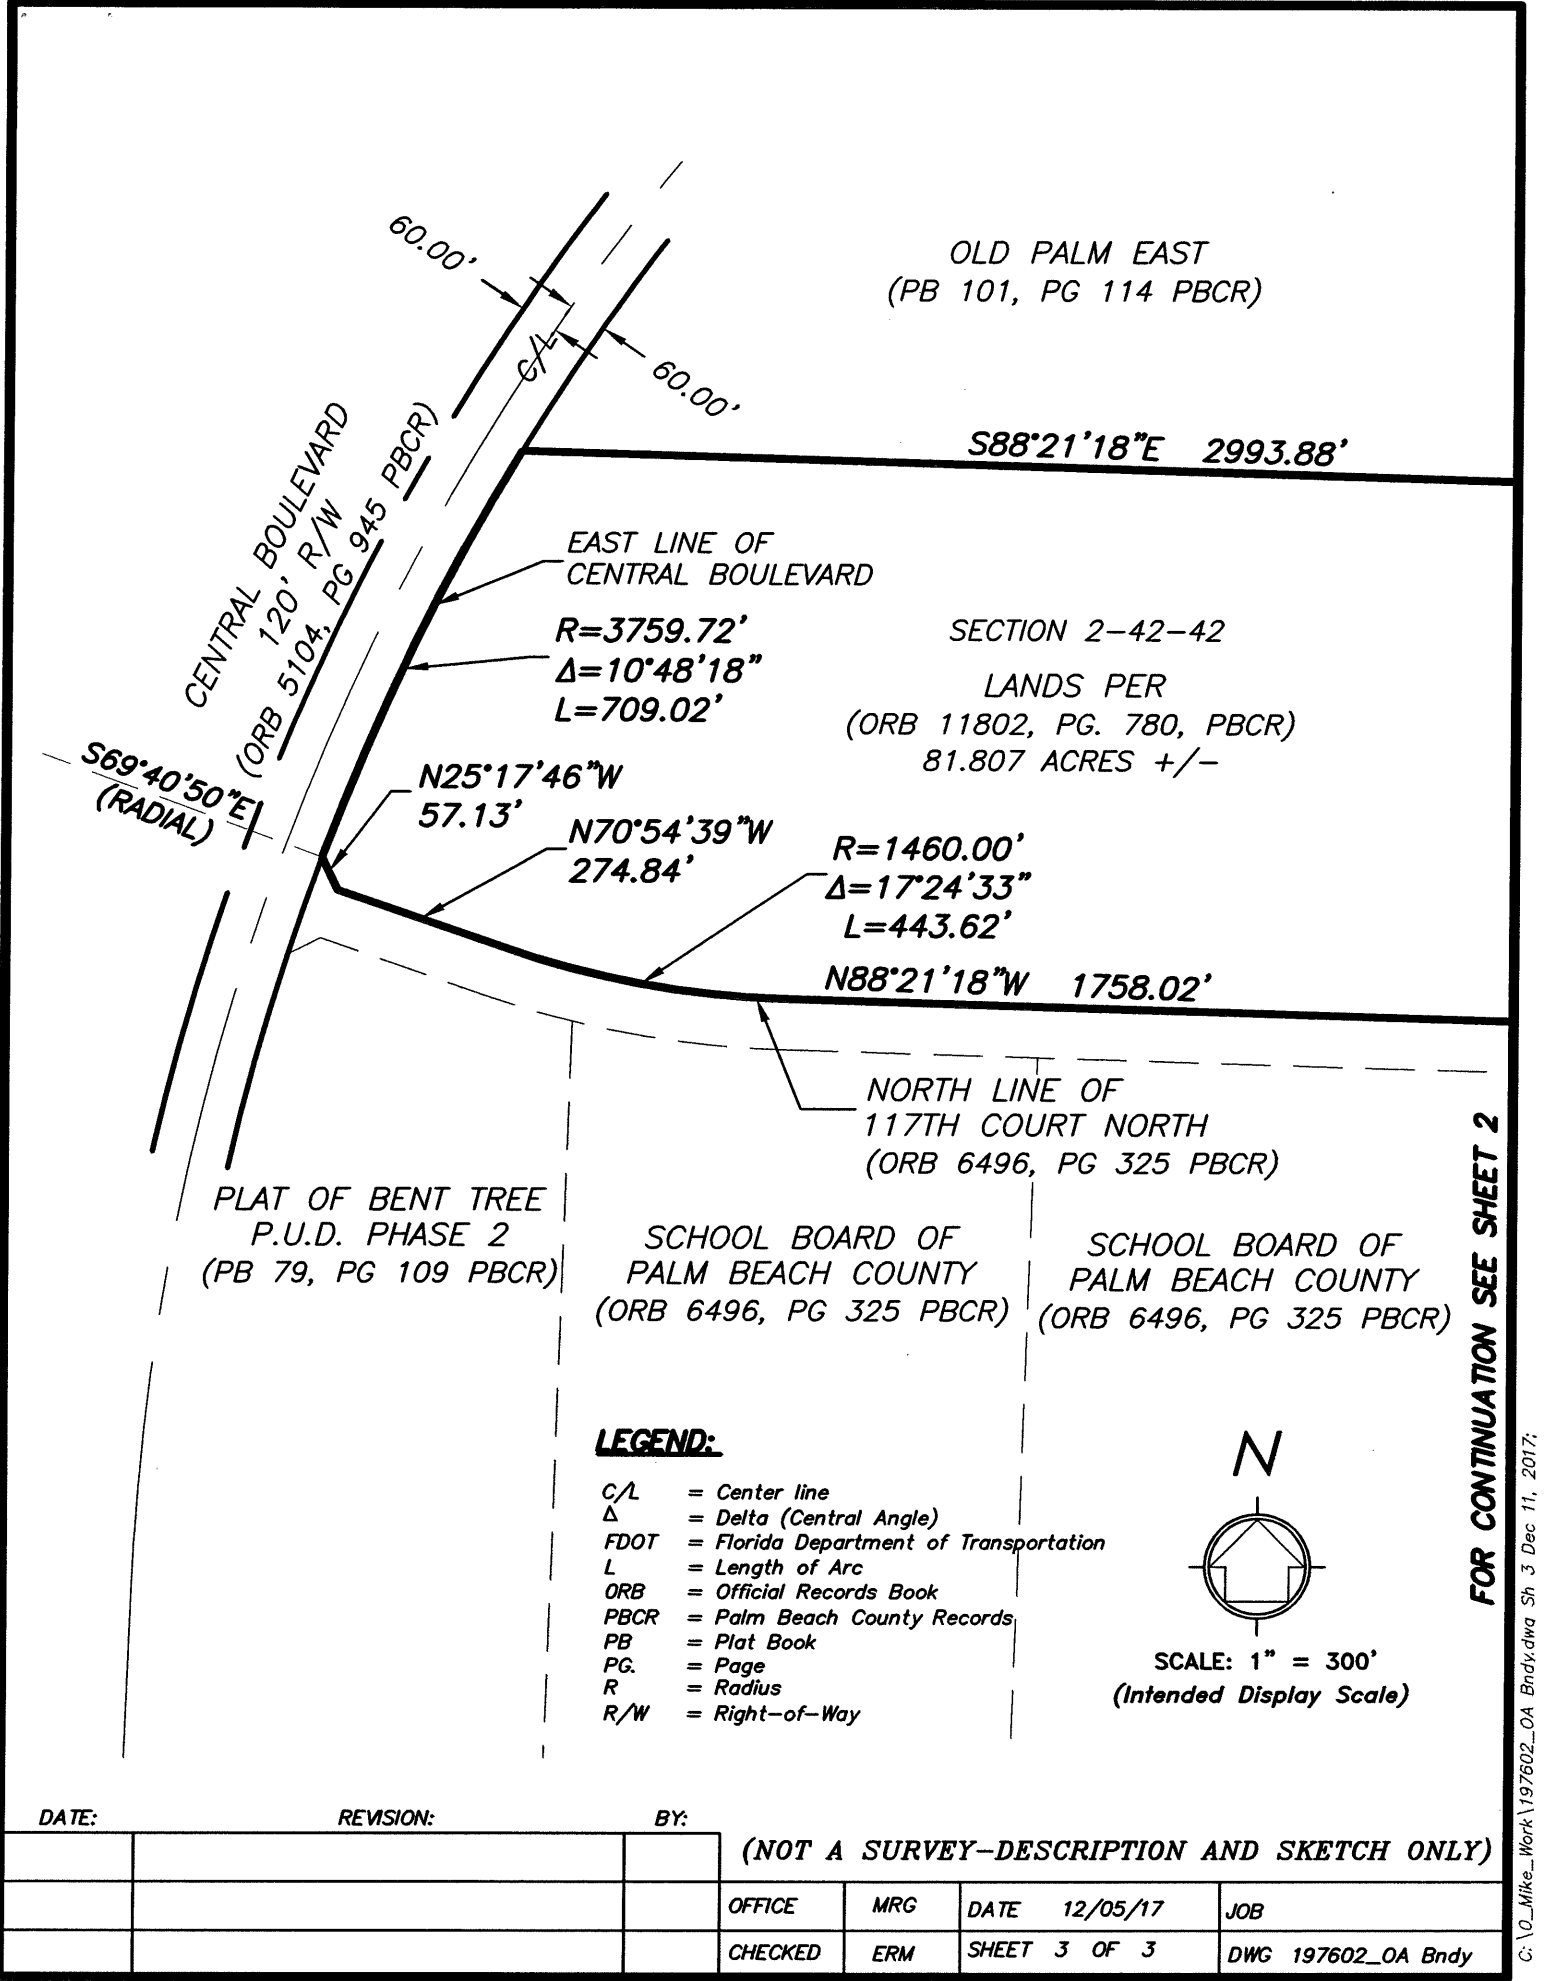 60.00'
C/L
60.00'
OLD PALM EAST
(PB 101, PG 114 PBCR)
S88°21'18"E 2993.88'
CENTRAL BOULEVARD
120' R/W
(ORB 5104, PG 945 PBCR)
EAST LINE OF
CENTRAL BOULEVARD
R=3759.72'
Δ=10°48'18"
L=709.02'
SECTION 2-42-42
LANDS PER
(ORB 11802, PG. 780, PBCR)
81.807 ACRES +/-
S69°40'50"E
(RADIAL)
N25°17'46"W
57.13'
N70°54'39"W
274.84'
R=1460.00'
Δ=17°24'33"
L=443.62'
N88°21'18"W 1758.02'
NORTH LINE OF
117TH COURT NORTH
(ORB 6496, PG 325 PBCR)
PLAT OF BENT TREE
P.U.D. PHASE 2
(PB 79, PG 109 PBCR)
SCHOOL BOARD OF
PALM BEACH COUNTY
(ORB 6496, PG 325 PBCR)
SCHOOL BOARD OF
PALM BEACH COUNTY
(ORB 6496, PG 325 PBCR)
FOR CONTINUATION SEE SHEET 2
LEGEND:
C/L = Center line
Δ = Delta (Central Angle)
FDOT = Florida Department of Transportation
L = Length of Arc
ORB = Official Records Book
PBCR = Palm Beach County Records
PB = Plat Book
PG. = Page
R = Radius
R/W = Right-of-Way
N
SCALE: 1" = 300'
(Intended Display Scale)
DATE: REVISION: BY:
(NOT A SURVEY-DESCRIPTION AND SKETCH ONLY)
OFFICE MRG DATE 12/05/17 JOB
CHECKED ERM SHEET 3 OF 3 DWG 197602_OA Bndy
C:\0_Mike_Work\197602_OA Bndy.dwg Sh 3 Dec 11, 2017;